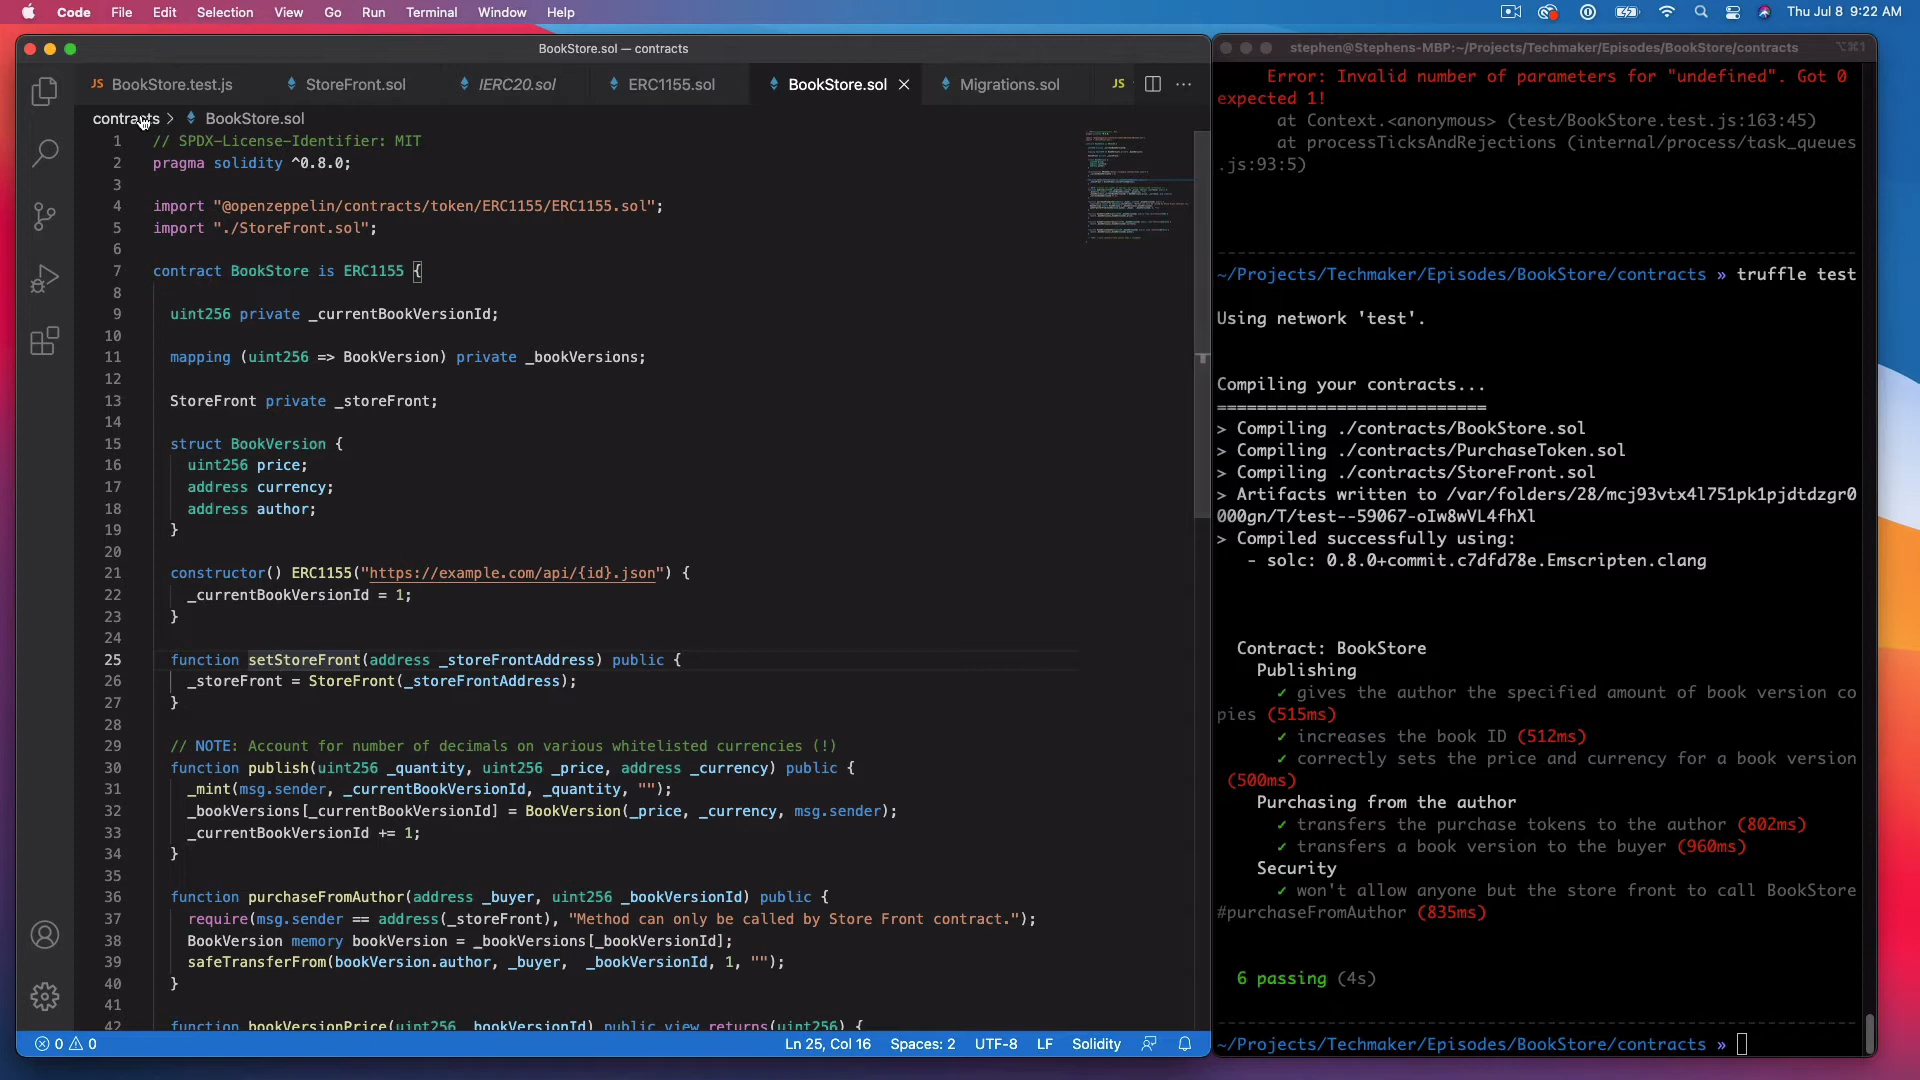 Code File Edit Selection View Go Run Terminal Window Help
Thu Jul 8 9:22 AM
BookStore.sol — contracts
JS BookStore.test.js
StoreFront.sol
IERC20.sol
ERC1155.sol
BookStore.sol
Migrations.sol
JS
contracts > BookStore.sol
1 // SPDX-License-Identifier: MIT
2 pragma solidity ^0.8.0;
3
4 import "@openzeppelin/contracts/token/ERC1155/ERC1155.sol";
5 import "./StoreFront.sol";
6
7 contract BookStore is ERC1155 {
8
9 uint256 private _currentBookVersionId;
10
11 mapping (uint256 => BookVersion) private _bookVersions;
12
13 StoreFront private _storeFront;
14
15 struct BookVersion {
16 uint256 price;
17 address currency;
18 address author;
19 }
20
21 constructor() ERC1155("https://example.com/api/{id}.json") {
22 _currentBookVersionId = 1;
23 }
24
25 function setStoreFront(address _storeFrontAddress) public {
26 _storeFront = StoreFront(_storeFrontAddress);
27 }
28
29 // NOTE: Account for number of decimals on various whitelisted currencies (!)
30 function publish(uint256 _quantity, uint256 _price, address _currency) public {
31 _mint(msg.sender, _currentBookVersionId, _quantity, "");
32 _bookVersions[_currentBookVersionId] = BookVersion(_price, _currency, msg.sender);
33 _currentBookVersionId += 1;
34 }
35
36 function purchaseFromAuthor(address _buyer, uint256 _bookVersionId) public {
37 require(msg.sender == address(_storeFront), "Method can only be called by Store Front contract.");
38 BookVersion memory bookVersion = _bookVersions[_bookVersionId];
39 safeTransferFrom(bookVersion.author, _buyer, _bookVersionId, 1, "");
40 }
41
42 function bookVersionPrice(uint256 _bookVersionId) public view returns(uint256) {
0 0
Ln 25, Col 16 Spaces: 2 UTF-8 LF Solidity
stephen@Stephens-MBP:~/Projects/Techmaker/Episodes/BookStore/contracts ⌥⌘1
Error: Invalid number of parameters for "undefined". Got 0
expected 1!
at Context.<anonymous> (test/BookStore.test.js:163:45)
at processTicksAndRejections (internal/process/task_queues
.js:93:5)
~/Projects/Techmaker/Episodes/BookStore/contracts » truffle test
Using network 'test'.
Compiling your contracts...
===========================
> Compiling ./contracts/BookStore.sol
> Compiling ./contracts/PurchaseToken.sol
> Compiling ./contracts/StoreFront.sol
> Artifacts written to /var/folders/28/mcj93vtx4l751pk1pjdtdzgr0
000gn/T/test--59067-oIw8wVL4fhXl
> Compiled successfully using:
- solc: 0.8.0+commit.c7dfd78e.Emscripten.clang
Contract: BookStore
Publishing
✓ gives the author the specified amount of book version co
pies (515ms)
✓ increases the book ID (512ms)
✓ correctly sets the price and currency for a book version
(500ms)
Purchasing from the author
✓ transfers the purchase tokens to the author (802ms)
✓ transfers a book version to the buyer (960ms)
Security
✓ won't allow anyone but the store front to call BookStore
#purchaseFromAuthor (835ms)
6 passing (4s)
~/Projects/Techmaker/Episodes/BookStore/contracts »